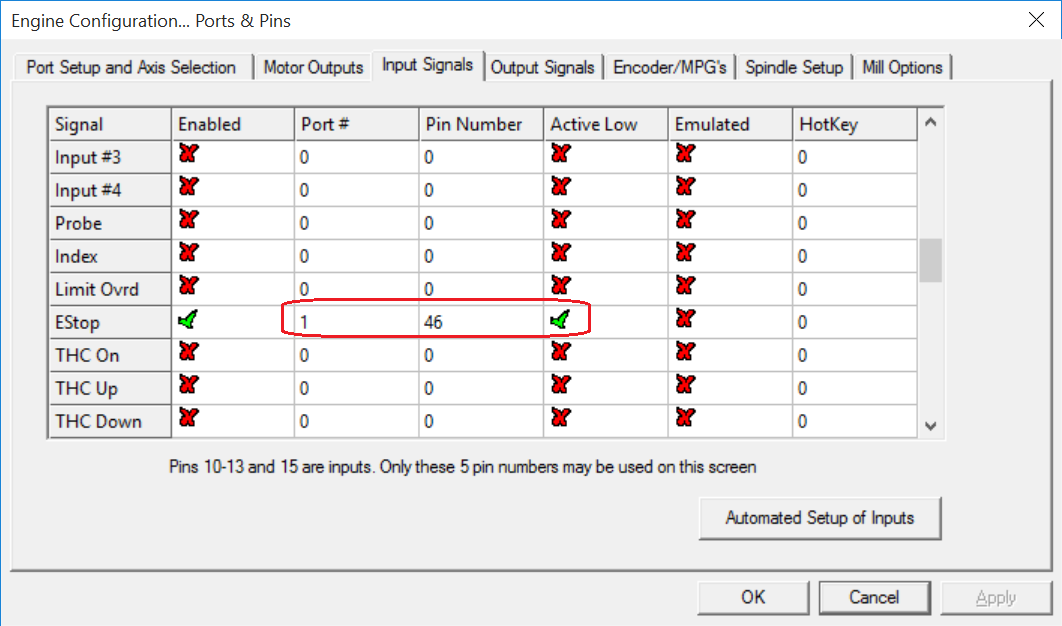 Engine Configuration... Ports & Pins
Port Setup and Axis Selection Motor Outputs Input Signals Output Signals Encoder/MPG's Spindle Setup Mill Options
Signal Enabled Port # Pin Number Active Low Emulated HotKey
Input #3 0 0 0
Input #4 0 0 0
Probe 0 0 0
Index 0 0 0
Limit Ovrd 0 0 0
EStop 1 46 0
THC On 0 0 0
THC Up 0 0 0
THC Down 0 0 0
Pins 10-13 and 15 are inputs. Only these 5 pin numbers may be used on this screen
Automated Setup of Inputs
OK Cancel Apply